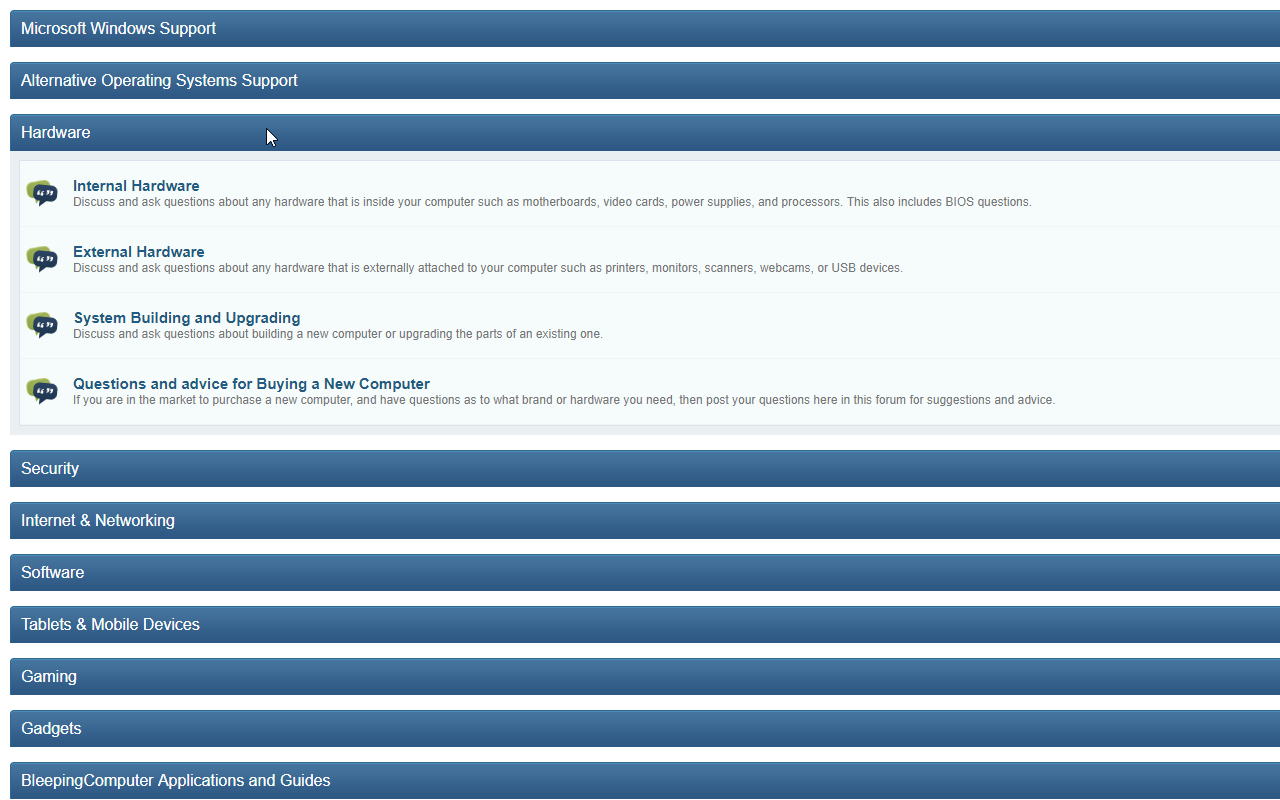 Microsoft Windows Support
Alternative Operating Systems Support
Hardware
Internal Hardware
Discuss and ask questions about any hardware that is inside your computer such as motherboards, video cards, power supplies, and processors. This also includes BIOS questions.
External Hardware
Discuss and ask questions about any hardware that is externally attached to your computer such as printers, monitors, scanners, webcams, or USB devices.
System Building and Upgrading
Discuss and ask questions about building a new computer or upgrading the parts of an existing one.
Questions and advice for Buying a New Computer
If you are in the market to purchase a new computer, and have questions as to what brand or hardware you need, then post your questions here in this forum for suggestions and advice.
Security
Internet & Networking
Software
Tablets & Mobile Devices
Gaming
Gadgets
BleepingComputer Applications and Guides